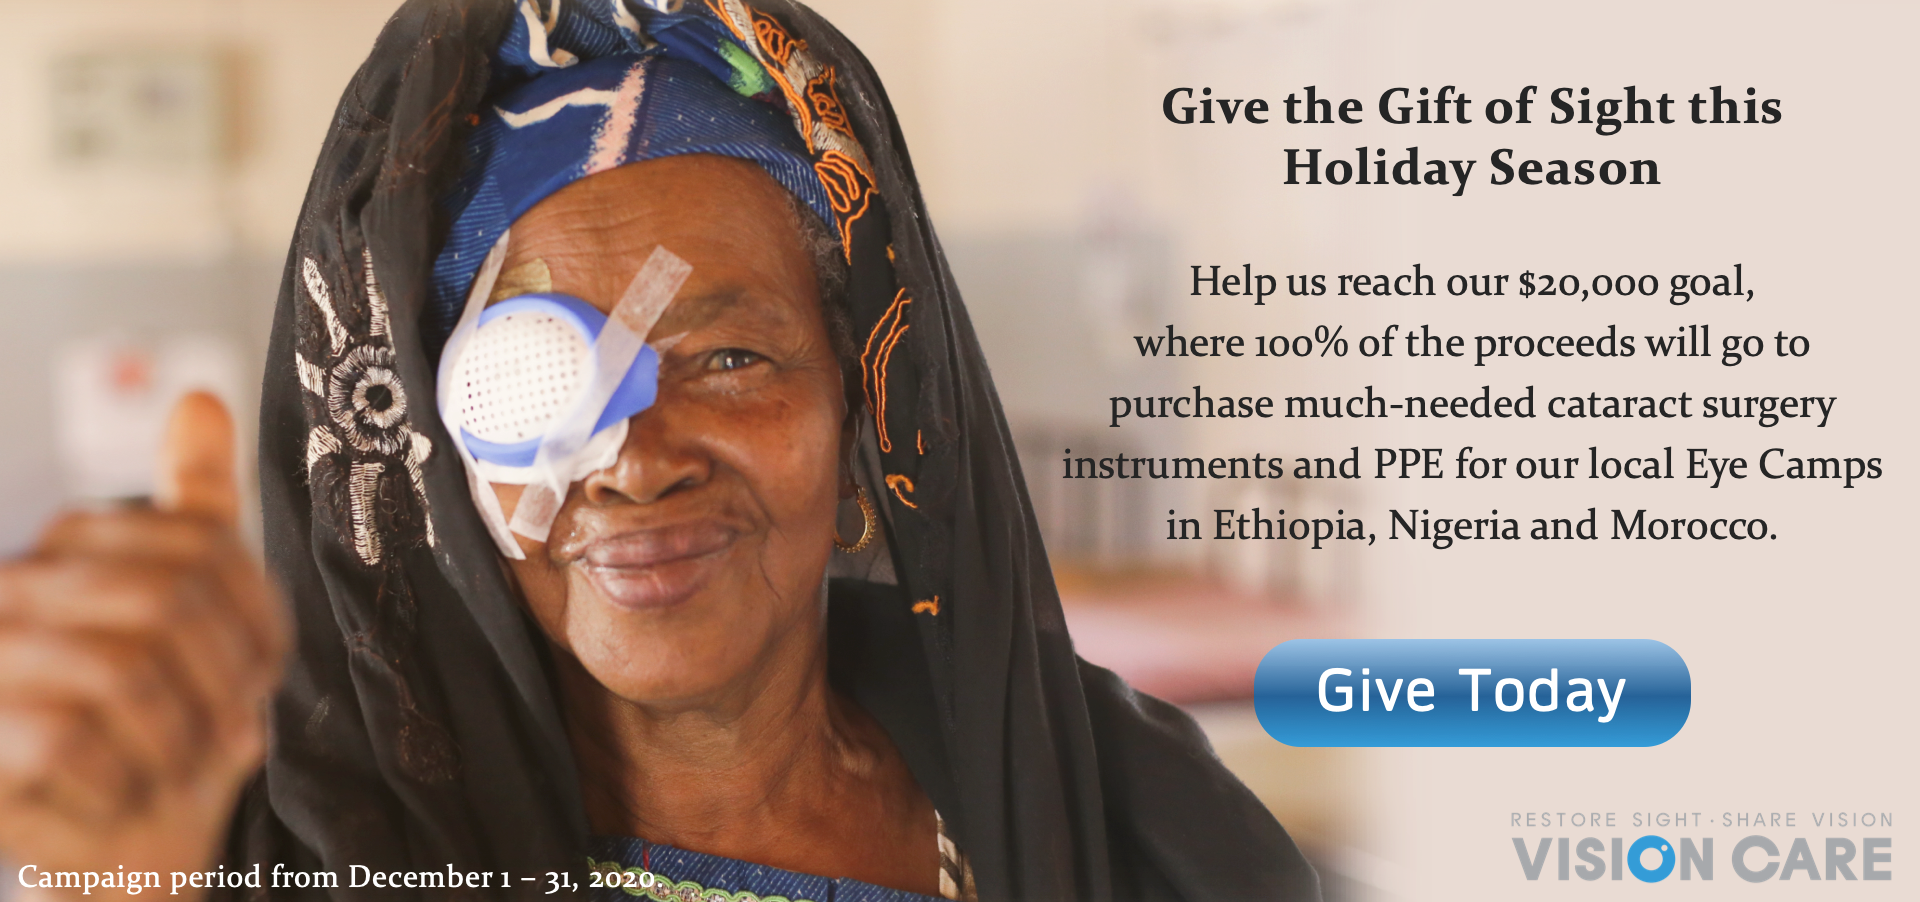 Give the Gift of Sight this
Holiday Season
Help us reach our $20,000 goal,
where 100% of the proceeds will go to
purchase much-needed cataract surgery
instruments and PPE for our local Eye Camps
in Ethiopia, Nigeria and Morocco.
Give Today
RESTORE SIGHT · SHARE VISION
VISION CARE
Campaign period from December 1 – 31, 2020.